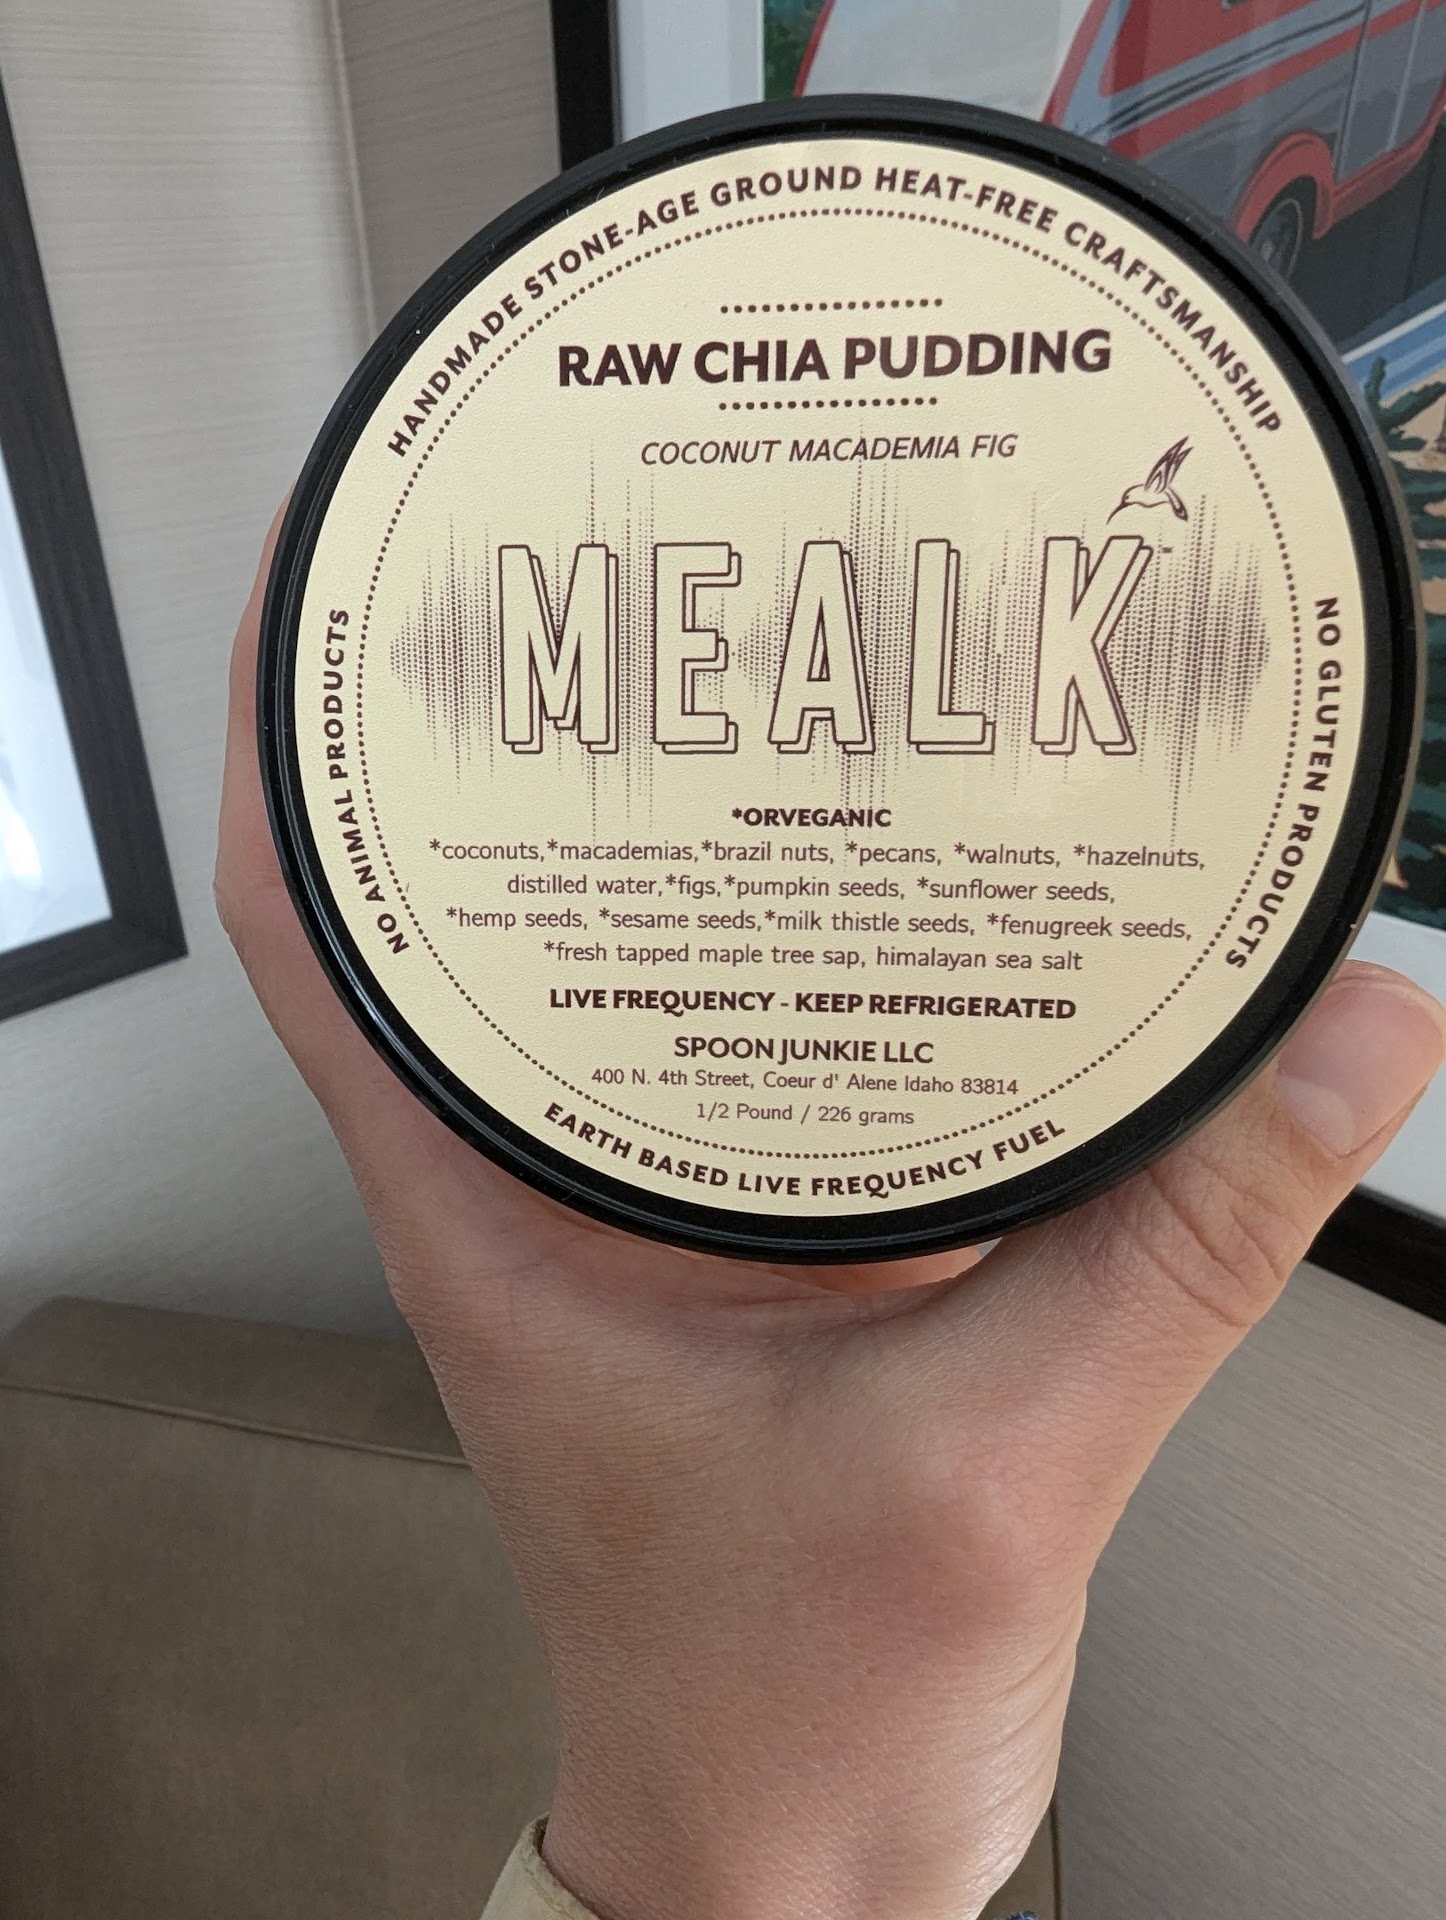 HANDMADE STONE-AGE GROUND HEAT-FREE CRAFTSMANSHIP
RAW CHIA PUDDING
COCONUT MACADEMIA FIG
MEALK™
NO ANIMAL PRODUCTS
NO GLUTEN PRODUCTS
*ORVEGANIC
*coconuts,*macademias,*brazil nuts, *pecans, *walnuts, *hazelnuts,
distilled water,*figs,*pumpkin seeds, *sunflower seeds,
*hemp seeds, *sesame seeds,*milk thistle seeds, *fenugreek seeds,
*fresh tapped maple tree sap, himalayan sea salt
LIVE FREQUENCY - KEEP REFRIGERATED
SPOON JUNKIE LLC
400 N. 4th Street, Coeur d' Alene Idaho 83814
1/2 Pound / 226 grams
EARTH BASED LIVE FREQUENCY FUEL